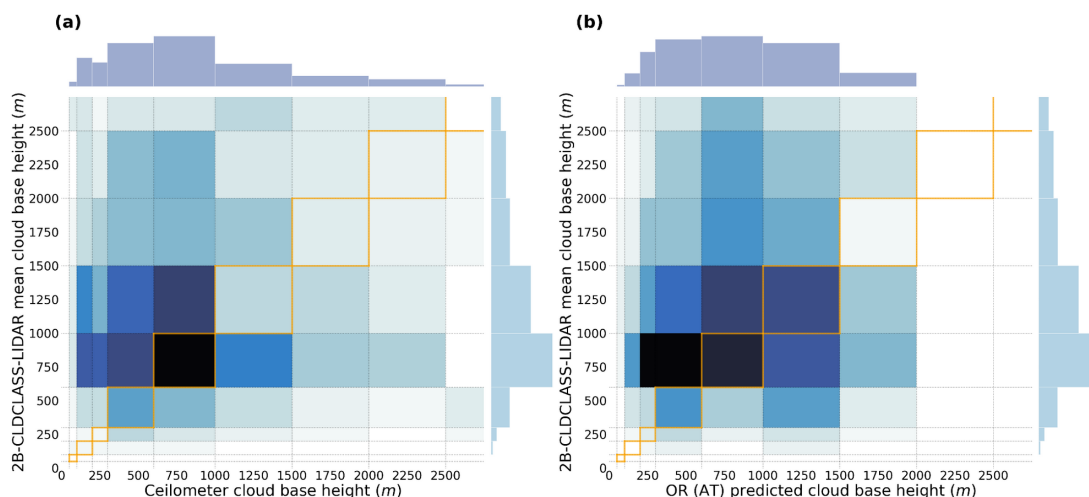 (a)
(b)
2B-CLDCLASS-LIDAR mean cloud base height (m)
2500
2250
2000
1750
1500
1250
1000
750
500
250
0
0 250 500 750 1000 1250 1500 1750 2000 2250 2500
Ceilometer cloud base height (m)
2B-CLDCLASS-LIDAR mean cloud base height (m)
2500
2250
2000
1750
1500
1250
1000
750
500
250
0
0 250 500 750 1000 1250 1500 1750 2000 2250 2500
OR (AT) predicted cloud base height (m)